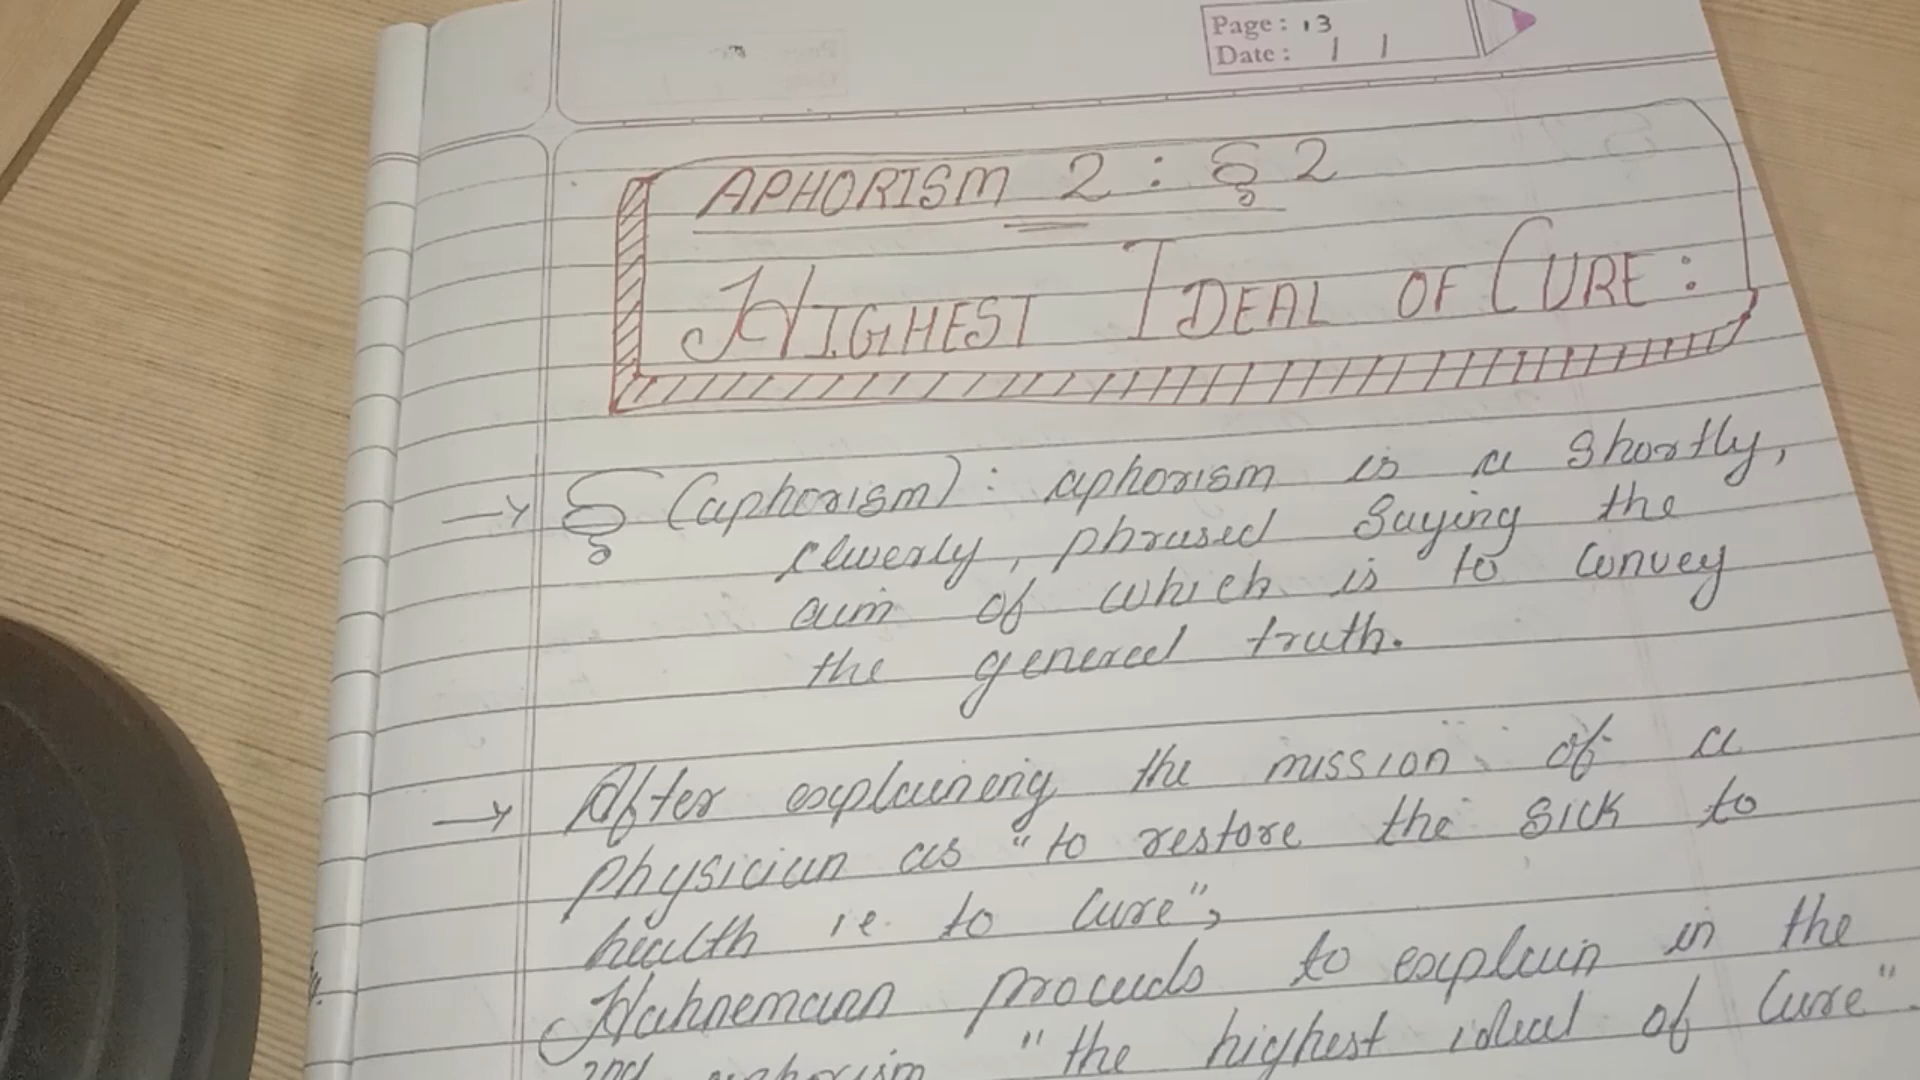 Page: 13
Date: / /
APHORISM 2 : § 2
HIGHEST IDEAL OF CURE :
→ § (aphorism) : aphorism is a shortly,
cleverly, phrased saying the
aim of which is to convey
the general truth.
→ After explaining the mission of a
physician as "to restore the sick to
health i.e. to cure",
Hahnemann proceeds to explain in the
2nd aphorism "the highest ideal of cure".